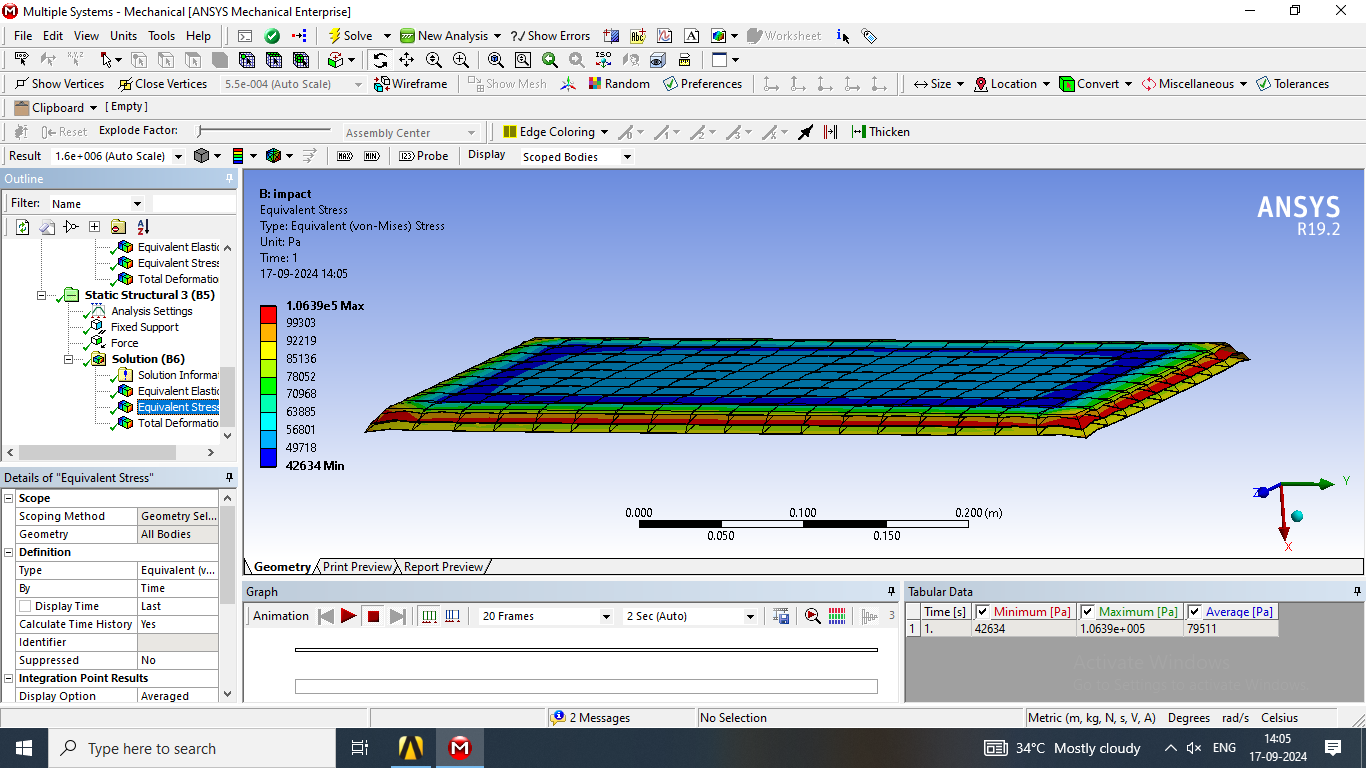 Multiple Systems - Mechanical [ANSYS Mechanical Enterprise]
File Edit View Units Tools Help Solve New Analysis ?/ Show Errors Worksheet
Show Vertices Close Vertices 5.5e-004 (Auto Scale) Wireframe Show Mesh Random Preferences Size Location Convert Miscellaneous Tolerances
Clipboard [ Empty ]
Reset Explode Factor: Assembly Center Edge Coloring Thicken
Result 1.6e+006 (Auto Scale) MAX MIN 123 Probe Display Scoped Bodies
Outline
Filter: Name
Equivalent Elastic
Equivalent Stress
Total Deformatio
Static Structural 3 (B5)
Analysis Settings
Fixed Support
Force
Solution (B6)
Solution Informa
Equivalent Elastic
Equivalent Stress
Total Deformatio
Details of "Equivalent Stress"
Scope
Scoping Method Geometry Sel...
Geometry All Bodies
Definition
Type Equivalent (v...
By Time
Display Time Last
Calculate Time History Yes
Identifier
Suppressed No
Integration Point Results
Display Option Averaged
B: impact
Equivalent Stress
Type: Equivalent (von-Mises) Stress
Unit: Pa
Time: 1
17-09-2024 14:05
1.0639e5 Max
99303
92219
85136
78052
70968
63885
56801
49718
42634 Min
ANSYS
R19.2
0.000 0.100 0.200 (m)
0.050 0.150
Y
Z
X
Geometry Print Preview Report Preview
Graph
Animation 20 Frames 2 Sec (Auto) 3
Tabular Data
Time [s] Minimum [Pa] Maximum [Pa] Average [Pa]
1 1. 42634 1.0639e+005 79511
Activate Windows
Go to Settings to activate Windows.
2 Messages No Selection Metric (m, kg, N, s, V, A) Degrees rad/s Celsius
Type here to search 34°C Mostly cloudy ENG 14:05
17-09-2024